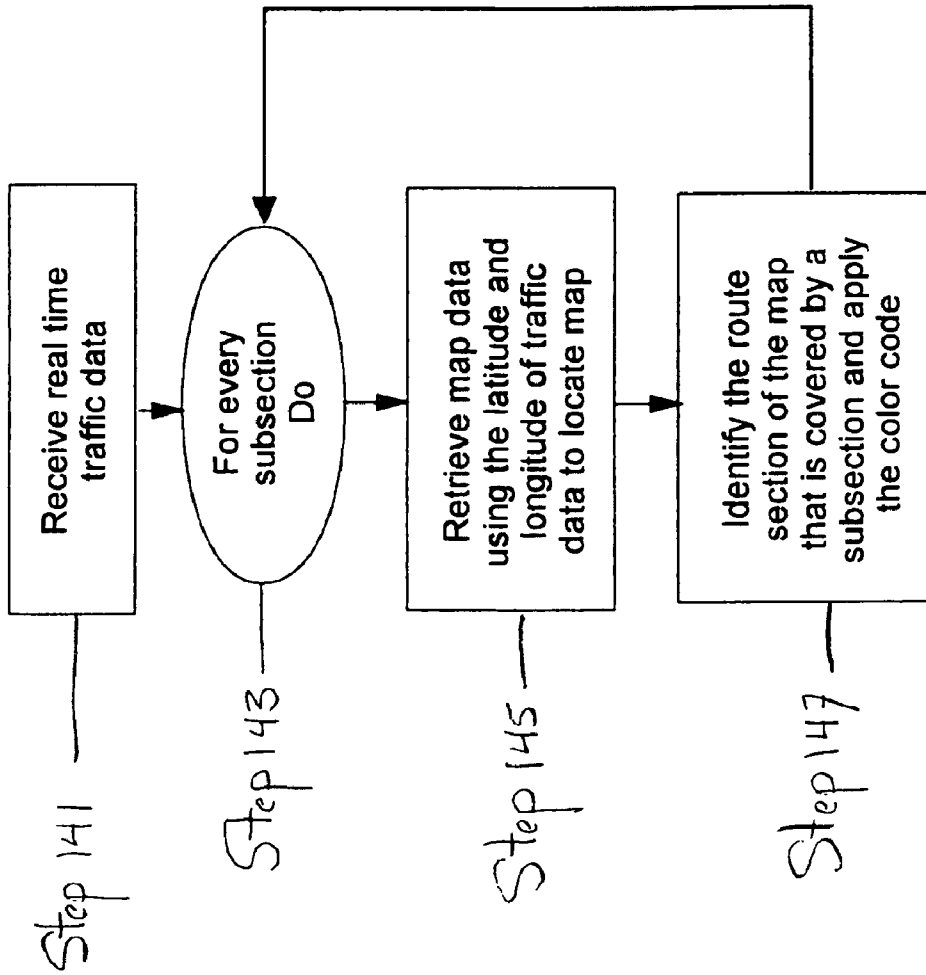 Step 141
Receive real time
traffic data
Step 143
For every
subsection
Do
Step 145
Retrieve map data
using the latitude and
longitude of traffic
data to locate map
Step 147
Identify the route
section of the map
that is covered by a
subsection and apply
the color code